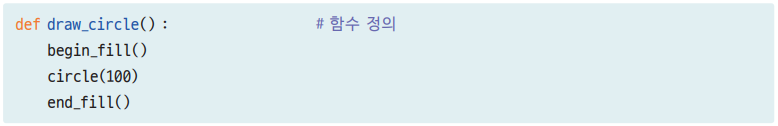 def draw_circle() :                    # 함수 정의
    begin_fill()
    circle(100)
    end_fill()